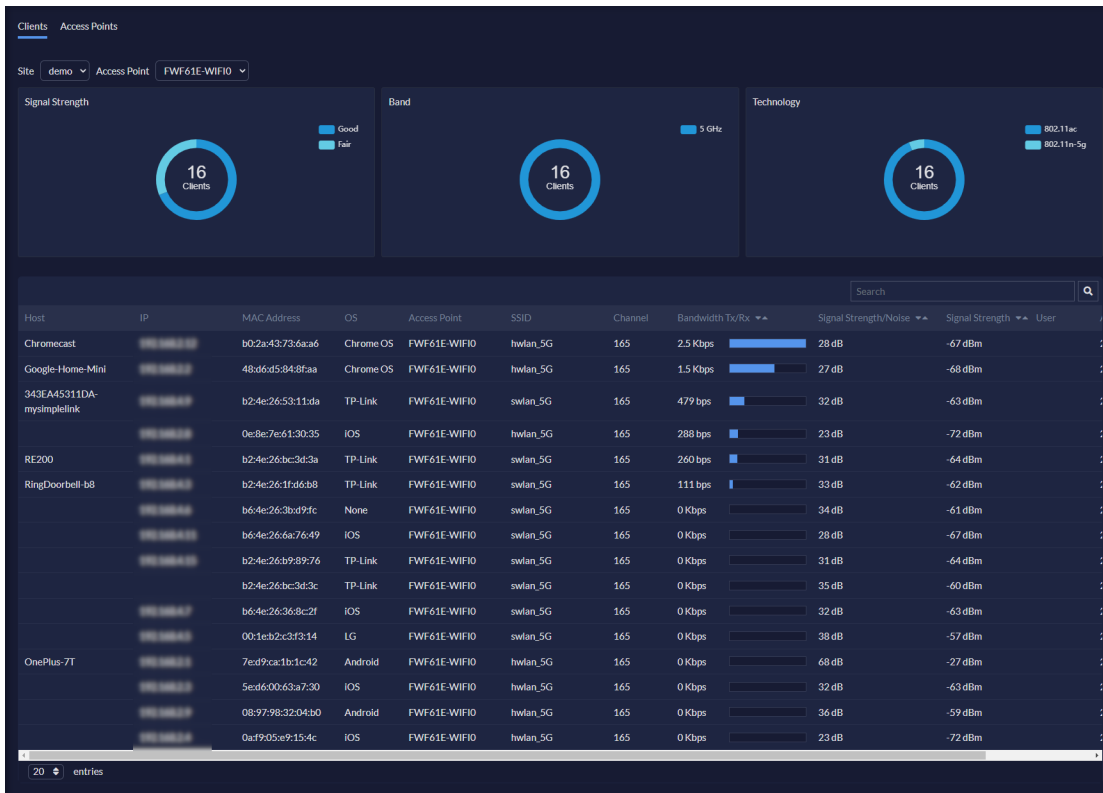 Clients Access Points
Site demo Access Point FWF61E-WIFI0
Signal Strength
Good
Fair
16
Clients
Band
5 GHz
16
Clients
Technology
802.11ac
802.11n-5g
16
Clients
Search
Host IP MAC Address OS Access Point SSID Channel Bandwidth Tx/Rx Signal Strength/Noise Signal Strength User
Chromecast b0:2a:43:73:6a:a6 Chrome OS FWF61E-WIFI0 hwlan_5G 165 2.5 Kbps 28 dB -67 dBm
Google-Home-Mini 48:d6:d5:84:8f:aa Chrome OS FWF61E-WIFI0 hwlan_5G 165 1.5 Kbps 27 dB -68 dBm
343EA45311DA-
mysimplelink b2:4e:26:53:11:da TP-Link FWF61E-WIFI0 swlan_5G 165 479 bps 32 dB -63 dBm
0e:8e:7e:61:30:35 iOS FWF61E-WIFI0 hwlan_5G 165 288 bps 23 dB -72 dBm
RE200 b2:4e:26:bc:3d:3a TP-Link FWF61E-WIFI0 swlan_5G 165 260 bps 31 dB -64 dBm
RingDoorbell-b8 b2:4e:26:1f:d6:b8 TP-Link FWF61E-WIFI0 swlan_5G 165 111 bps 33 dB -62 dBm
b6:4e:26:3b:d9:fc None FWF61E-WIFI0 swlan_5G 165 0 Kbps 34 dB -61 dBm
b6:4e:26:6a:76:49 iOS FWF61E-WIFI0 swlan_5G 165 0 Kbps 28 dB -67 dBm
b2:4e:26:b9:89:76 TP-Link FWF61E-WIFI0 swlan_5G 165 0 Kbps 31 dB -64 dBm
b2:4e:26:bc:3d:3c TP-Link FWF61E-WIFI0 swlan_5G 165 0 Kbps 35 dB -60 dBm
b6:4e:26:36:8c:2f iOS FWF61E-WIFI0 swlan_5G 165 0 Kbps 32 dB -63 dBm
00:1e:b2:c3:f3:14 LG FWF61E-WIFI0 swlan_5G 165 0 Kbps 38 dB -57 dBm
OnePlus-7T 7e:d9:ca:1b:1c:42 Android FWF61E-WIFI0 hwlan_5G 165 0 Kbps 68 dB -27 dBm
5e:d6:00:63:a7:30 iOS FWF61E-WIFI0 hwlan_5G 165 0 Kbps 32 dB -63 dBm
08:97:98:32:04:b0 Android FWF61E-WIFI0 hwlan_5G 165 0 Kbps 36 dB -59 dBm
0a:f9:05:e9:15:4c iOS FWF61E-WIFI0 hwlan_5G 165 0 Kbps 23 dB -72 dBm
20 entries